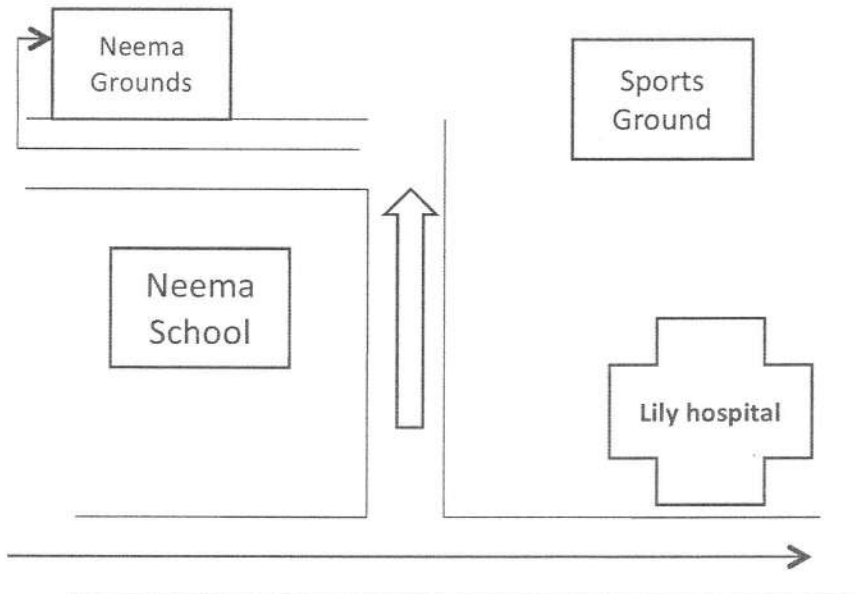 Neema
Grounds
Sports
Ground
Neema
School
Lily hospital